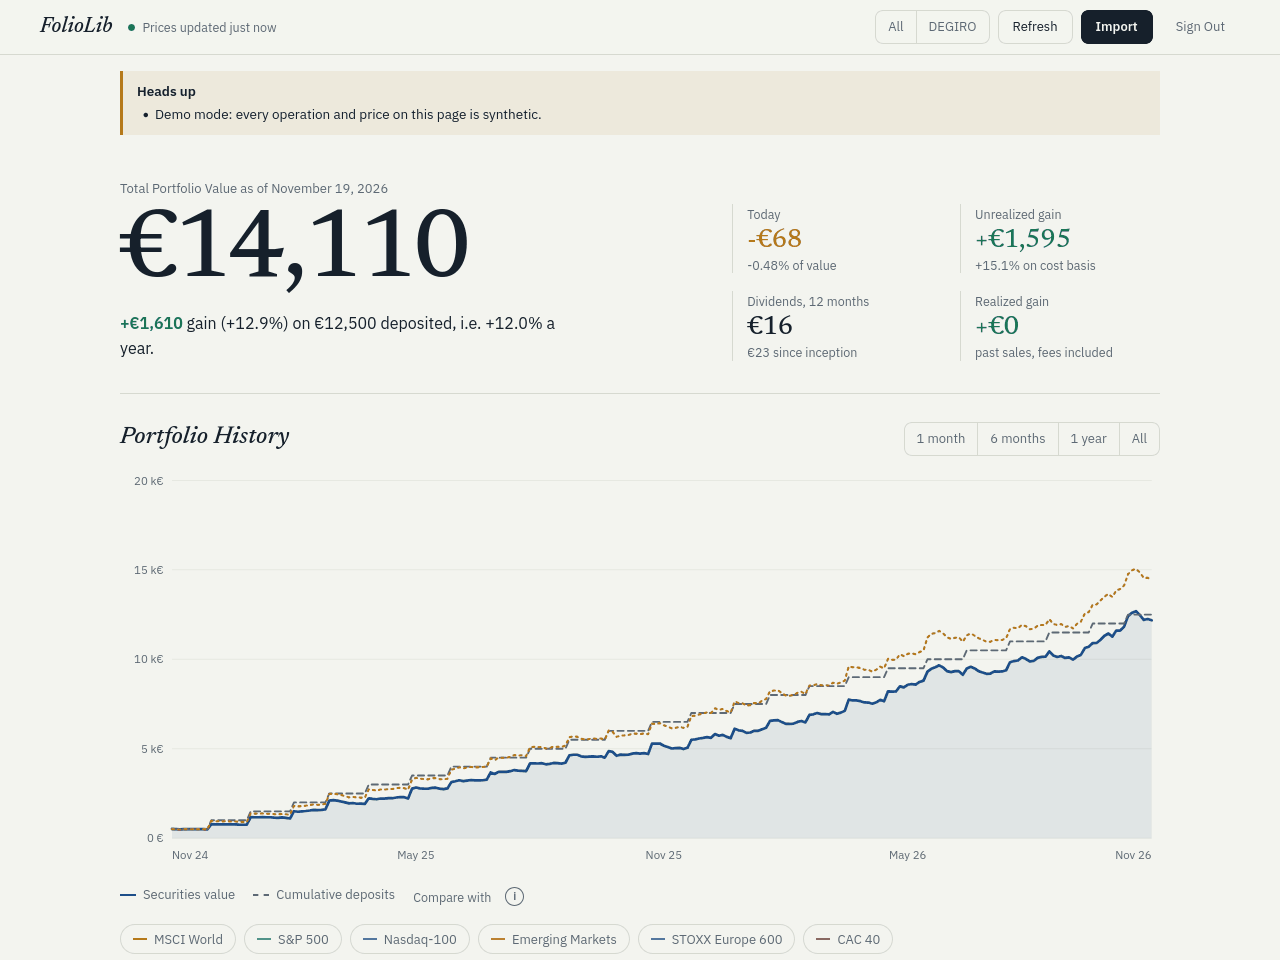 FolioLib
Prices updated just now
All
DEGIRO
Refresh
Import
Sign Out
Heads up
• Demo mode: every operation and price on this page is synthetic.
Total Portfolio Value as of November 19, 2026
€14,110
+€1,610 gain (+12.9%) on €12,500 deposited, i.e. +12.0% a
year.
Today
-€68
-0.48% of value
Unrealized gain
+€1,595
+15.1% on cost basis
Dividends, 12 months
€16
€23 since inception
Realized gain
+€0
past sales, fees included
Portfolio History
1 month
6 months
1 year
All
20 k€
15 k€
10 k€
5 k€
0 €
Nov 24
May 25
Nov 25
May 26
Nov 26
Securities value
Cumulative deposits
Compare with
i
MSCI World
S&P 500
Nasdaq-100
Emerging Markets
STOXX Europe 600
CAC 40